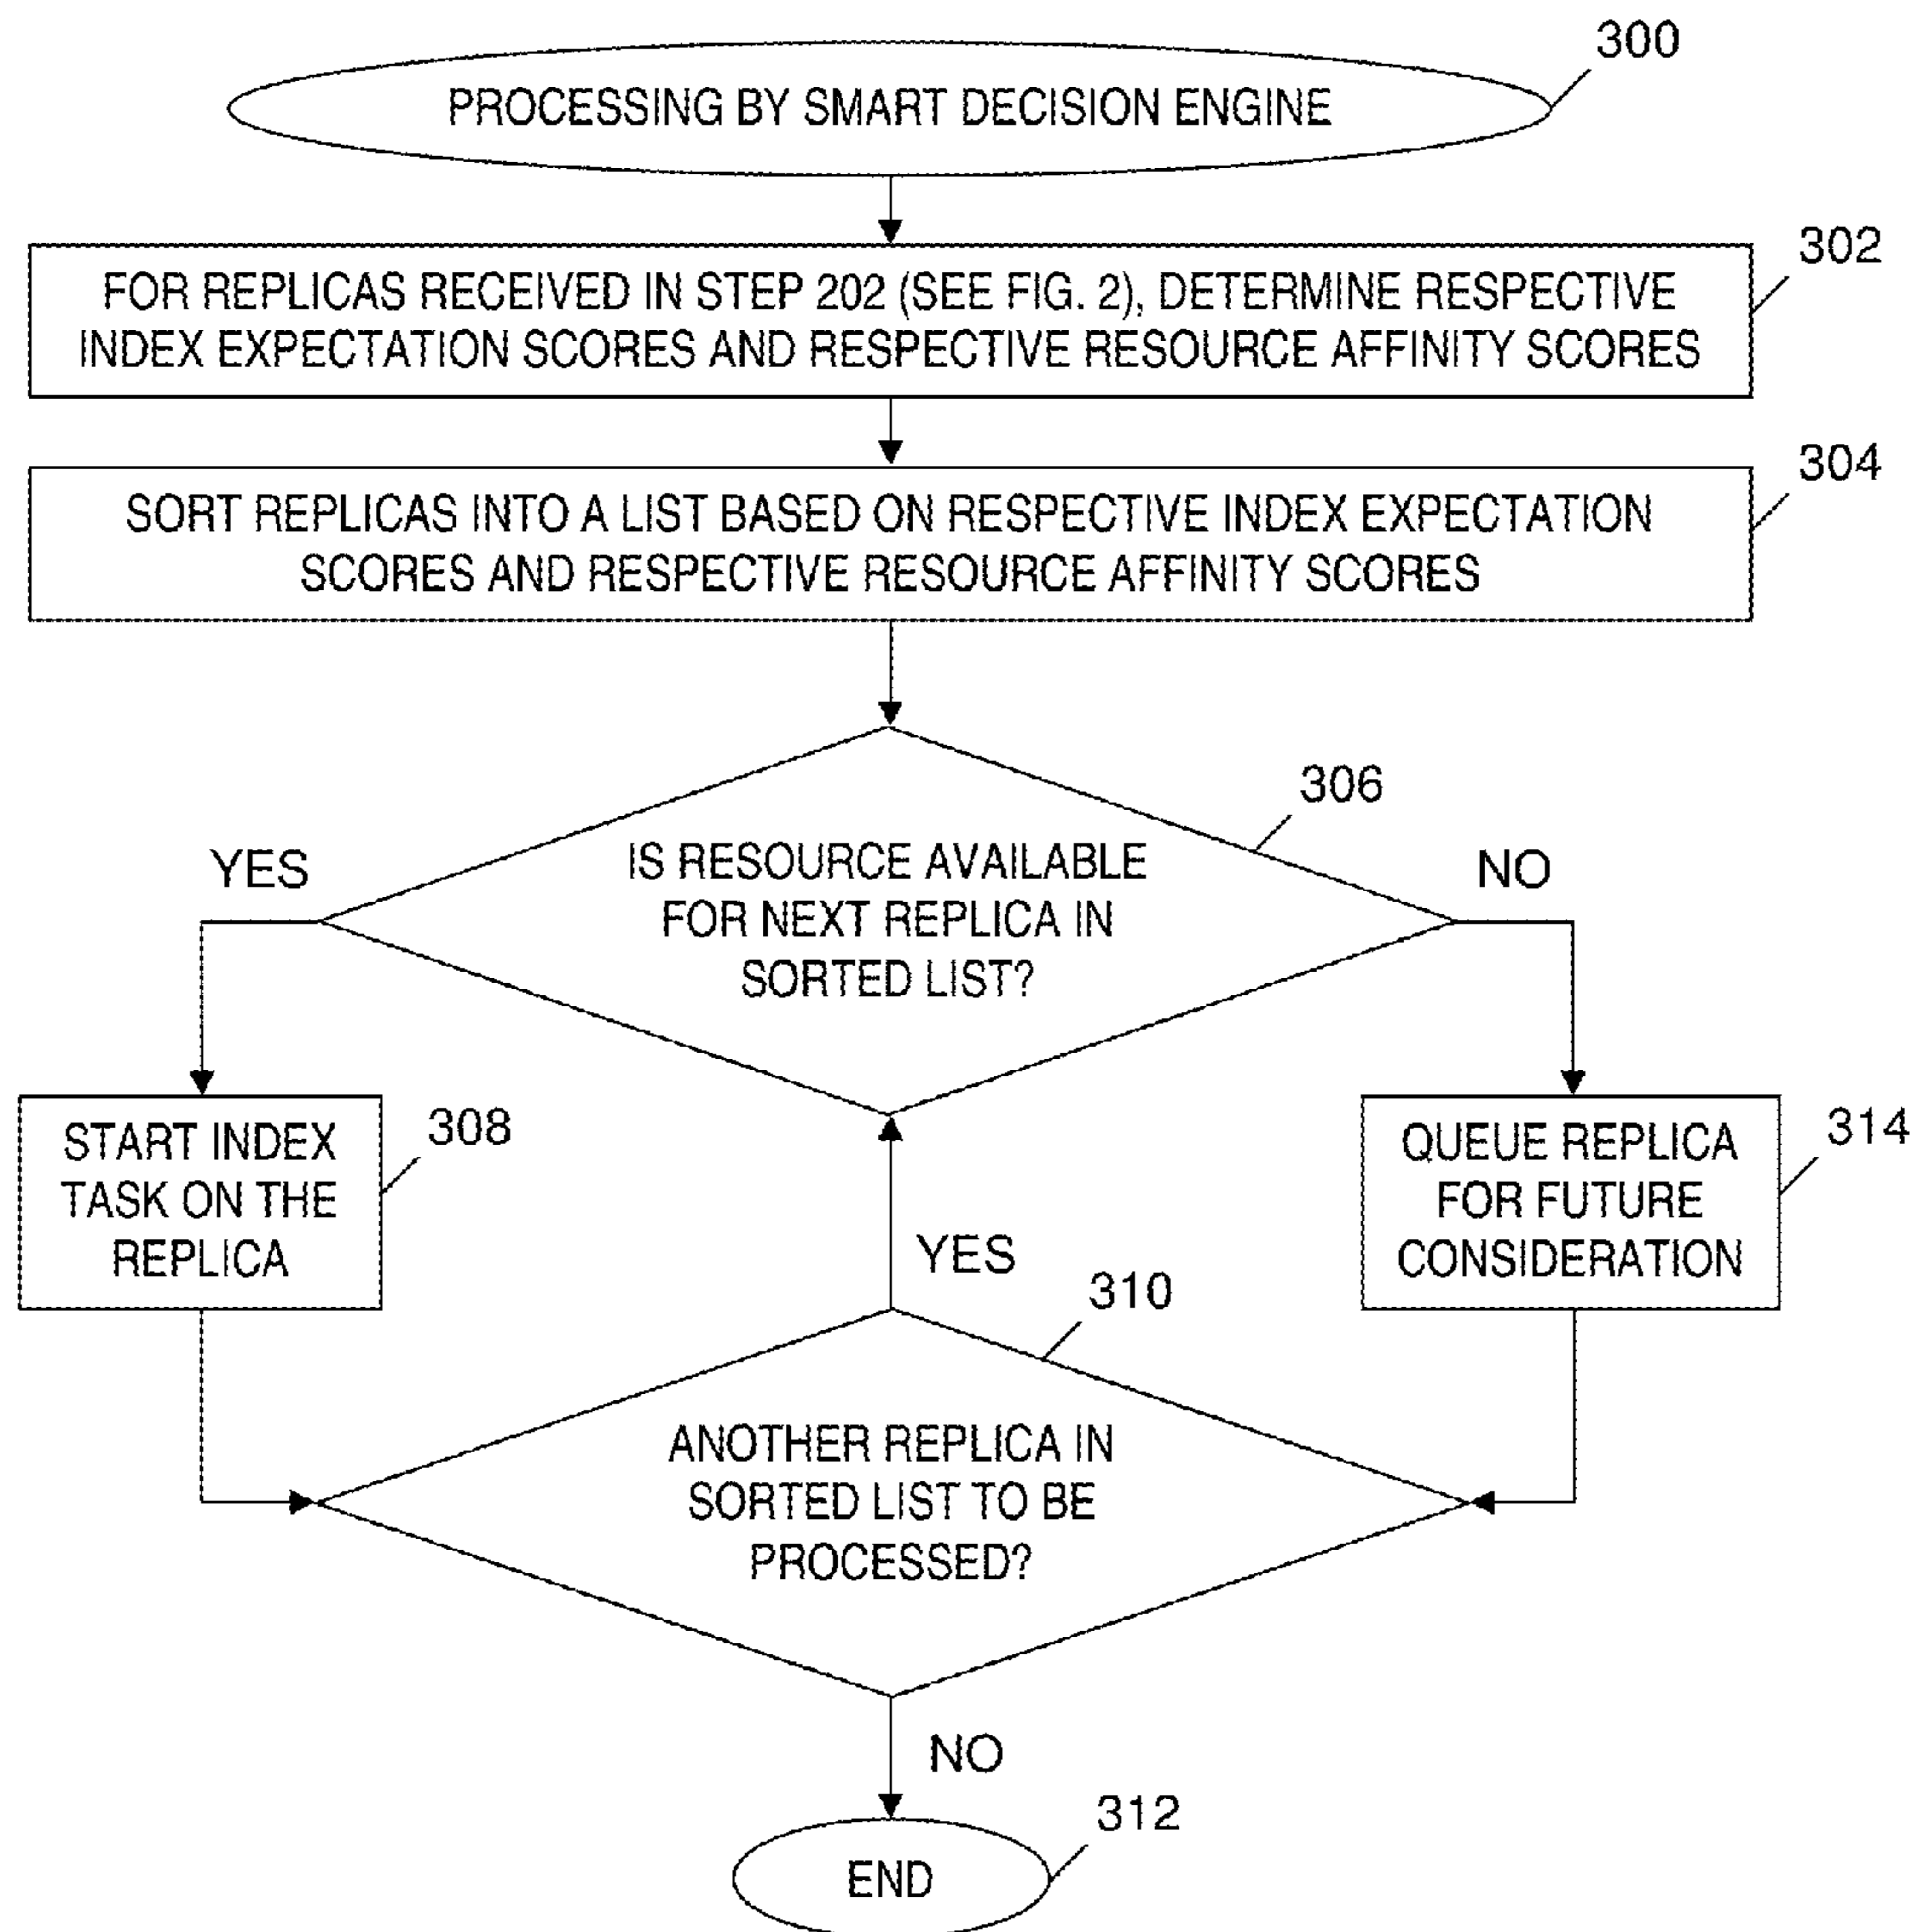 300
PROCESSING BY SMART DECISION ENGINE
302
FOR REPLICAS RECEIVED IN STEP 202 (SEE FIG. 2), DETERMINE RESPECTIVE
INDEX EXPECTATION SCORES AND RESPECTIVE RESOURCE AFFINITY SCORES
304
SORT REPLICAS INTO A LIST BASED ON RESPECTIVE INDEX EXPECTATION
SCORES AND RESPECTIVE RESOURCE AFFINITY SCORES
306
YES
IS RESOURCE AVAILABLE
FOR NEXT REPLICA IN
SORTED LIST?
NO
START INDEX
TASK ON THE
REPLICA
308
QUEUE REPLICA
FOR FUTURE
CONSIDERATION
314
YES
310
ANOTHER REPLICA IN
SORTED LIST TO BE
PROCESSED?
NO
312
END